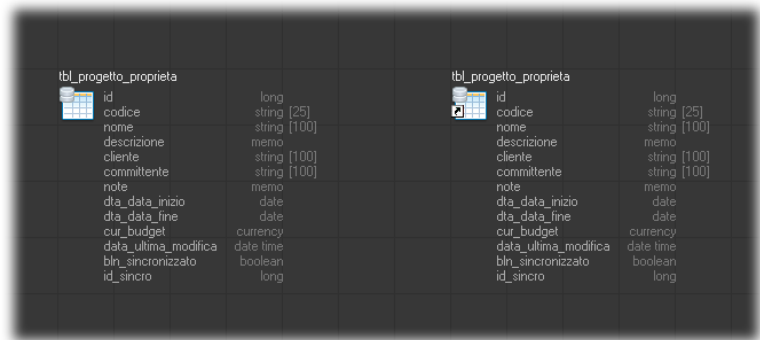 tbl_progetto_proprieta
id long
codice string [25]
nome string [100]
descrizione memo
cliente string [100]
committente string [100]
note memo
dta_data_inizio date
dta_data_fine date
cur_budget currency
data_ultima_modifica date time
bln_sincronizzato boolean
id_sincro long
tbl_progetto_proprieta
id long
codice string [25]
nome string [100]
descrizione memo
cliente string [100]
committente string [100]
note memo
dta_data_inizio date
dta_data_fine date
cur_budget currency
data_ultima_modifica date time
bln_sincronizzato boolean
id_sincro long